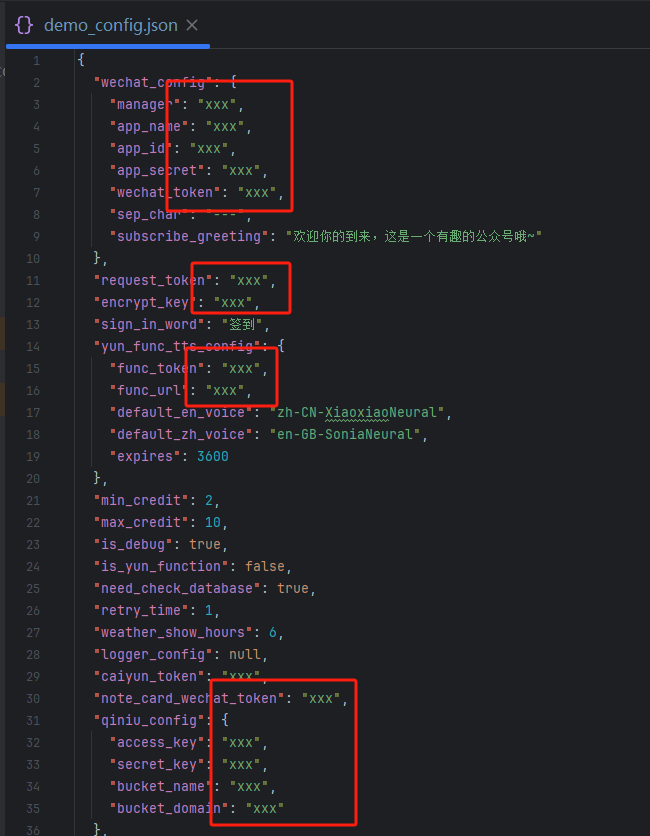 demo_config.json
1 {
2 "wechat_config": {
3 "manager": "xxx",
4 "app_name": "xxx",
5 "app_id": "xxx",
6 "app_secret": "xxx",
7 "wechat_token": "xxx",
8 "sep_char": "---",
9 "subscribe_greeting": "欢迎你的到来，这是一个有趣的公众号哦~"
10 },
11 "request_token": "xxx",
12 "encrypt_key": "xxx",
13 "sign_in_word": "签到",
14 "yun_func_tts_config": {
15 "func_token": "xxx",
16 "func_url": "xxx",
17 "default_en_voice": "zh-CN-XiaoxiaoNeural",
18 "default_zh_voice": "en-GB-SoniaNeural",
19 "expires": 3600
20 },
21 "min_credit": 2,
22 "max_credit": 10,
23 "is_debug": true,
24 "is_yun_function": false,
25 "need_check_database": true,
26 "retry_time": 1,
27 "weather_show_hours": 6,
28 "logger_config": null,
29 "caiyun_token": "xxx",
30 "note_card_wechat_token": "xxx",
31 "qiniu_config": {
32 "access_key": "xxx",
33 "secret_key": "xxx",
34 "bucket_name": "xxx",
35 "bucket_domain": "xxx"
36 },